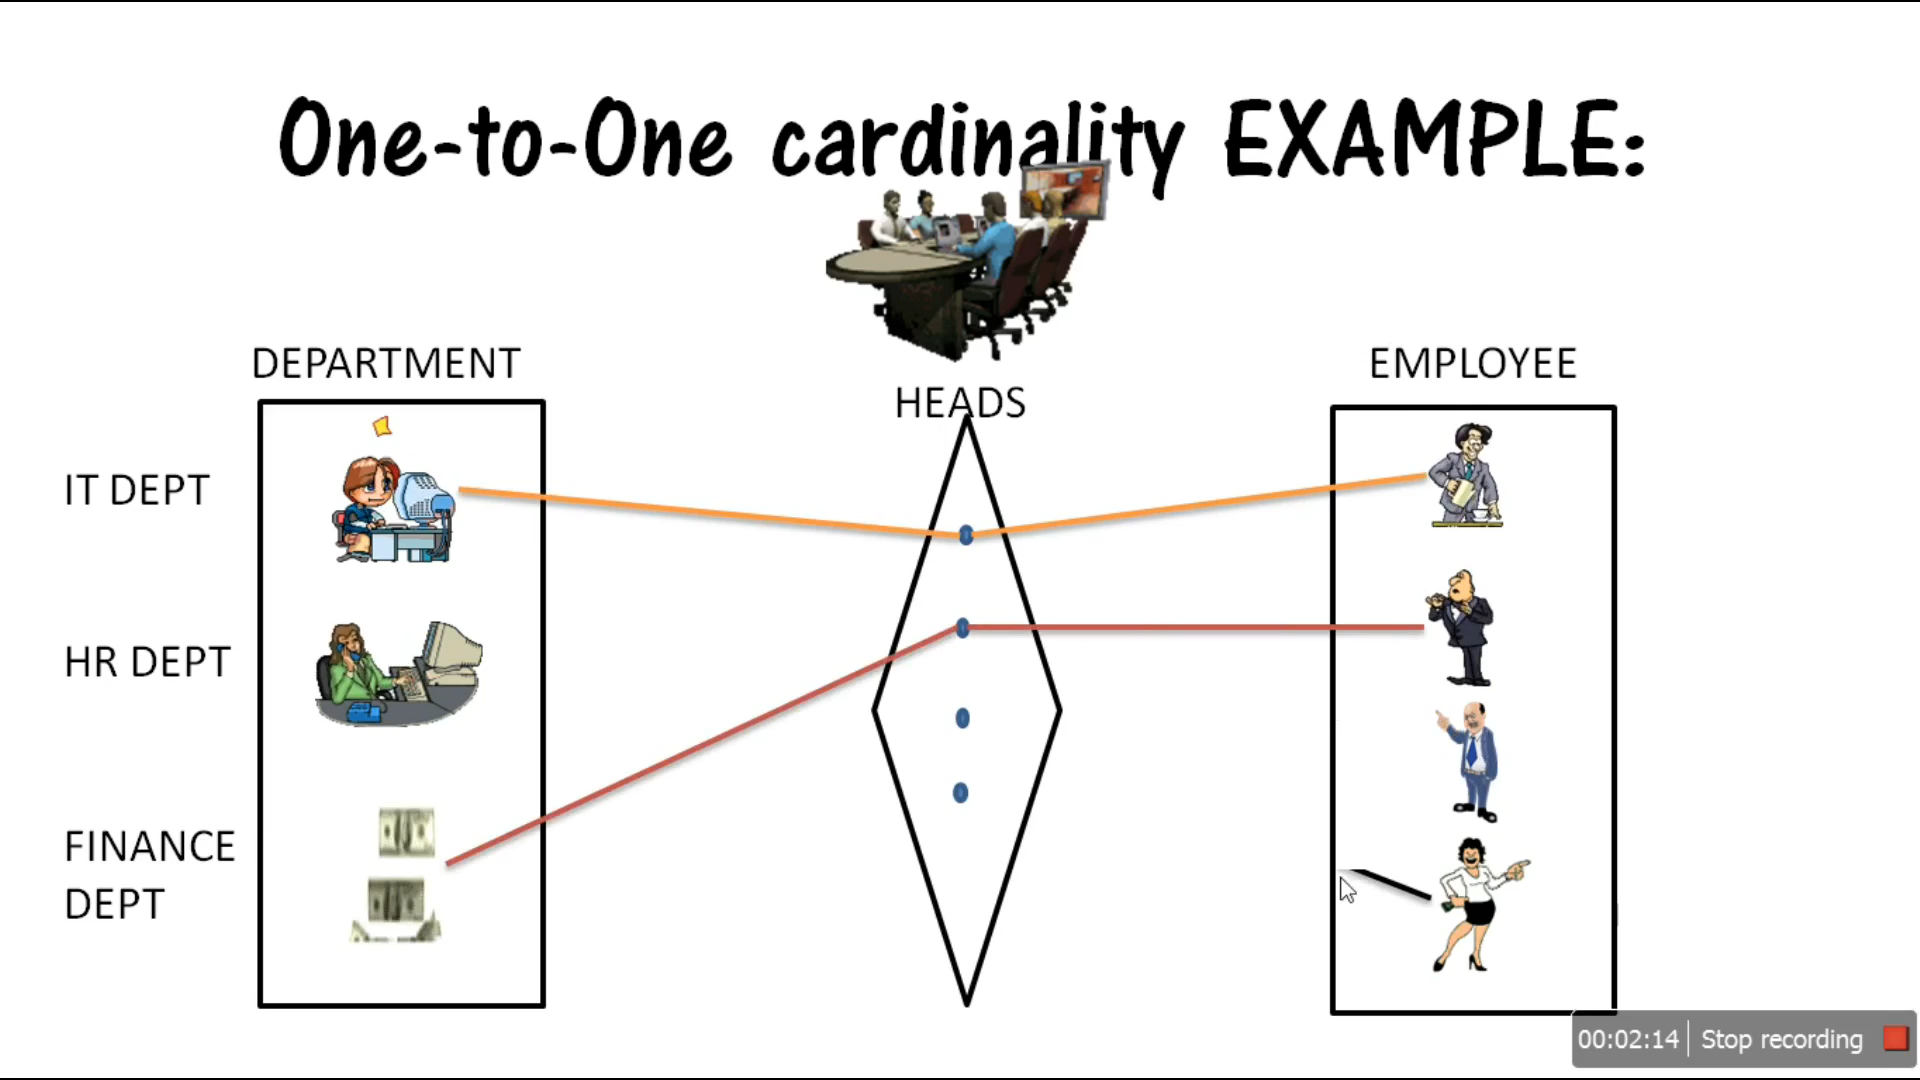 One-to-One cardinality EXAMPLE:
DEPARTMENT
HEADS
EMPLOYEE
IT DEPT
HR DEPT
FINANCE
DEPT
00:02:14 Stop recording